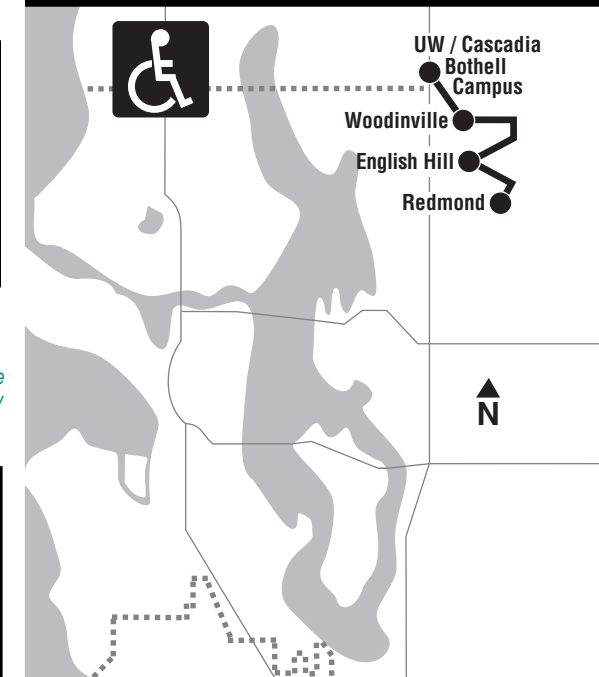 UW / Cascadia
Bothell
Campus
Woodinville
English Hill
Redmond
e
y
N